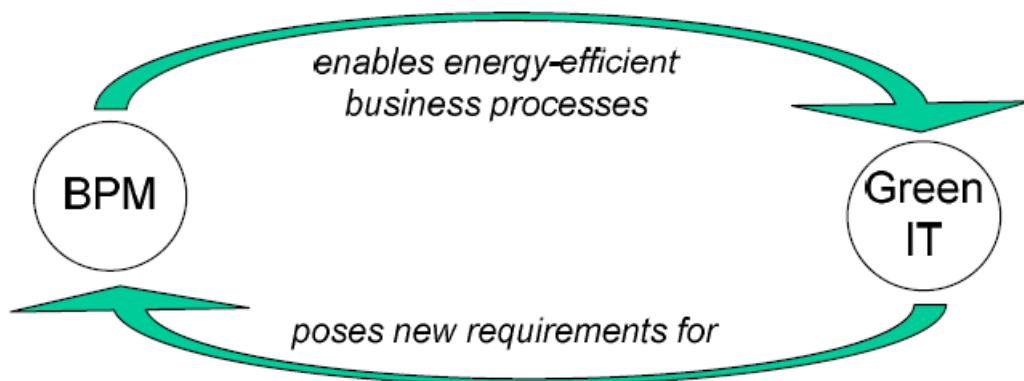 enables energy-efficient
business processes
BPM
Green
IT
poses new requirements for